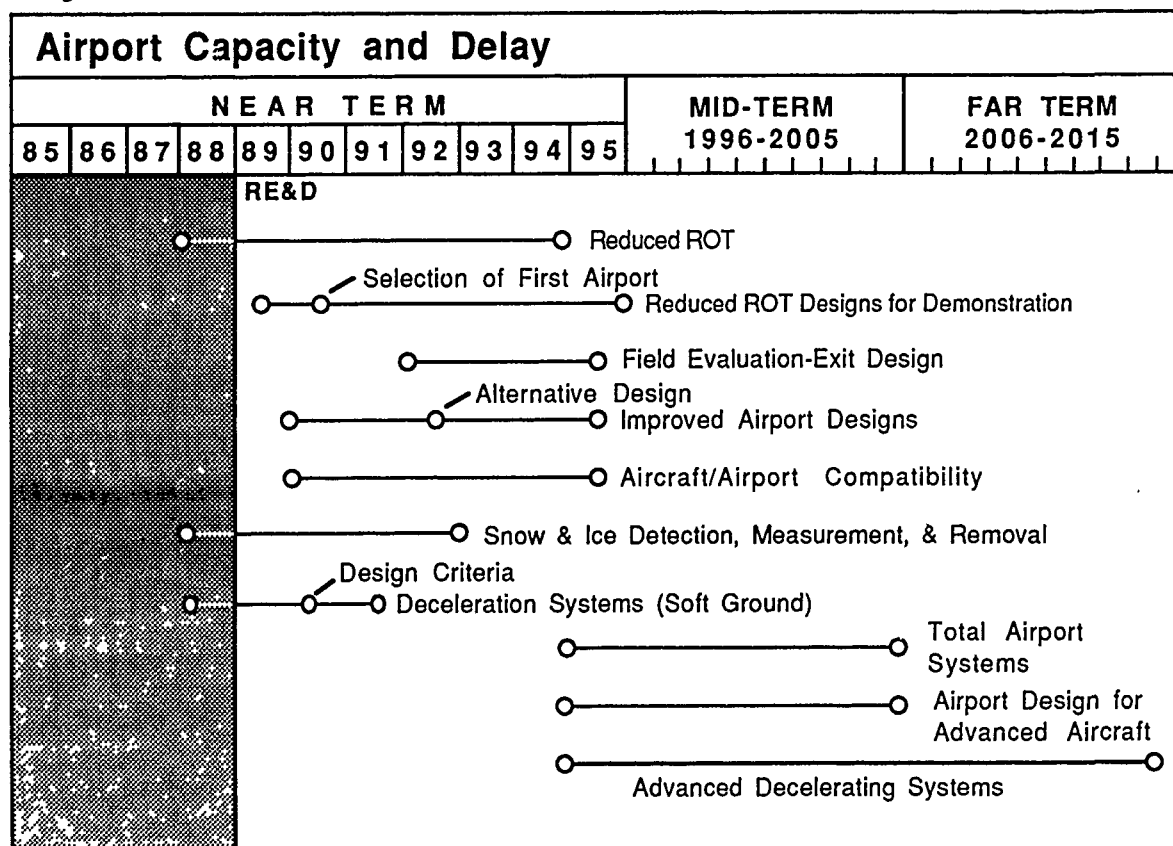 Airport Capacity and Delay
NEAR TERM
MID-TERM
1996-2005
FAR TERM
2006-2015
85 86 87 88 89 90 91 92 93 94 95
RE&D
Reduced ROT
Selection of First Airport
Reduced ROT Designs for Demonstration
Field Evaluation-Exit Design
Alternative Design
Improved Airport Designs
Aircraft/Airport Compatibility
Snow & Ice Detection, Measurement, & Removal
Design Criteria
Deceleration Systems (Soft Ground)
Total Airport
Systems
Airport Design for
Advanced Aircraft
Advanced Decelerating Systems